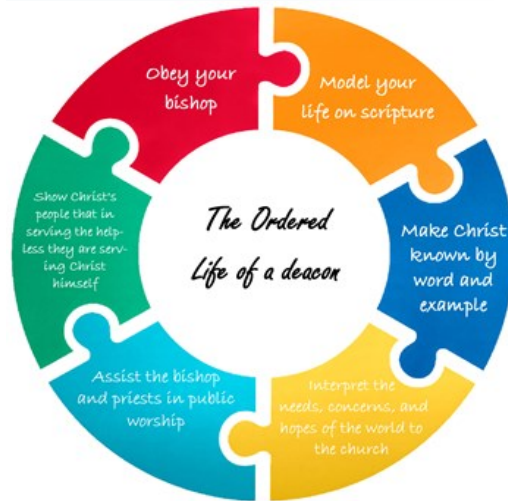 Obey your
bishop
Model your
life on scripture
Show Christ's
people that in
serving the help-
less they are serv-
ing Christ
himself
The Ordered
Life of a deacon
Make Christ
known by
word and
example
Assist the bishop
and priests in public
worship
Interpret the
needs, concerns, and
hopes of the world to
the church